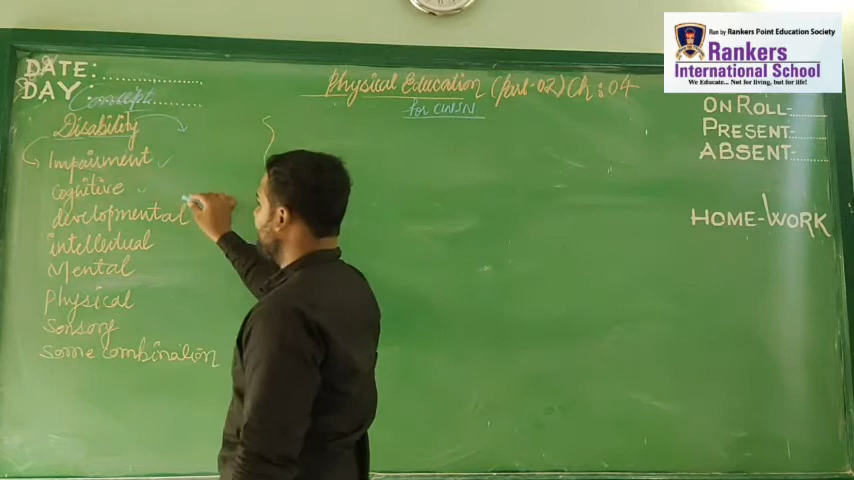 Run by Rankers Point Education Society
Rankers
International School
We Educate... Not for living, but for life!
DATE:..............
DAY:..............
Concept
Physical Education (Part-02) Ch:04
for CWSN
Disability
Impairment ✓
Cognitive ✓
developmental
intellectual
Mental
Physical
Sensory
Some combination
ON ROLL-......
PRESENT-......
ABSENT-......
HOME-WORK